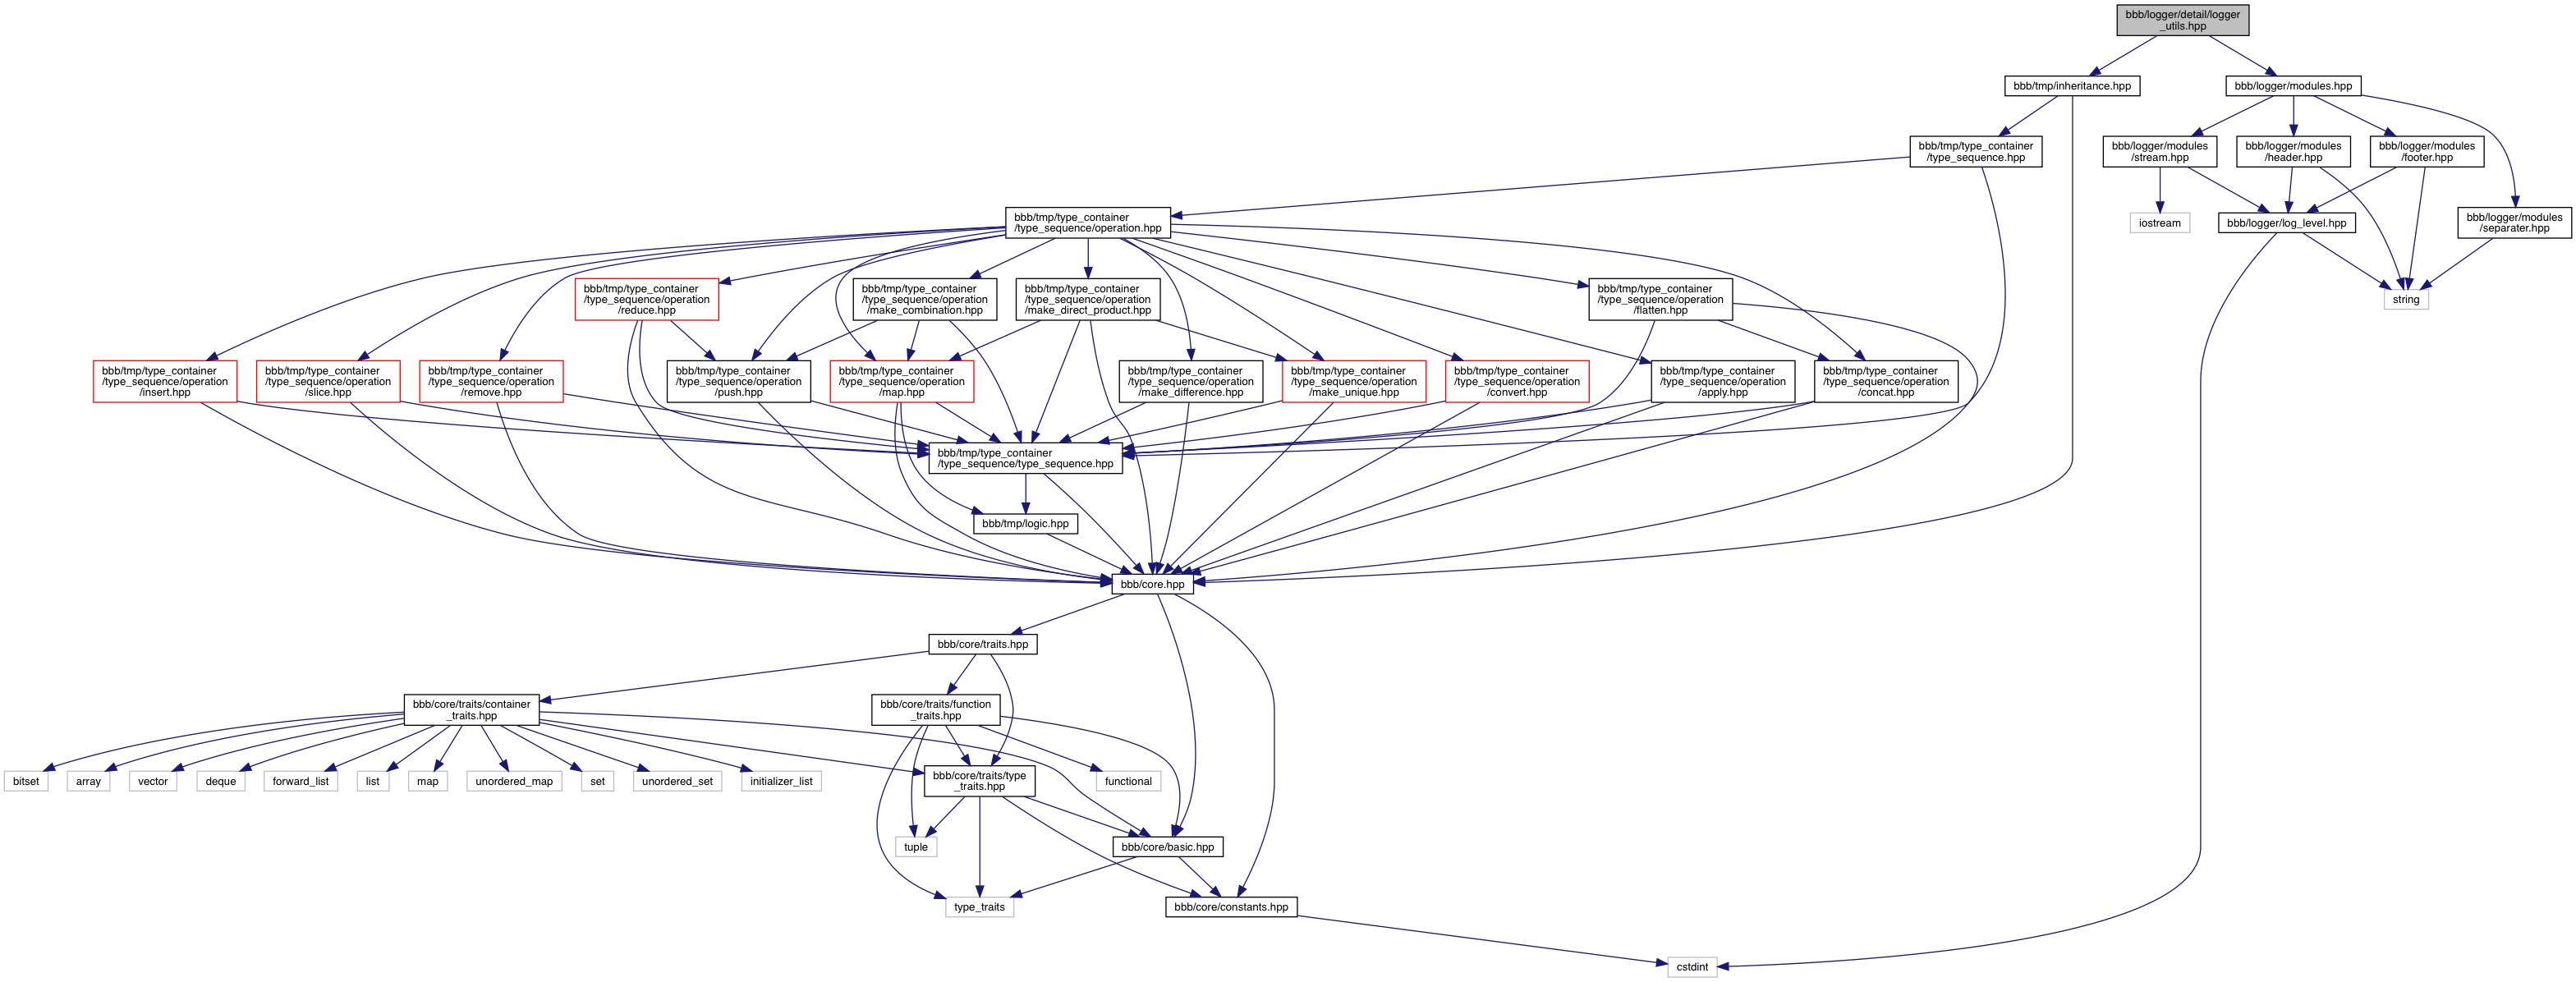 bbb/logger/detail/logger
_utils.hpp
bbb/tmp/inheritance.hpp
bbb/logger/modules.hpp
bbb/tmp/type_container
/type_sequence.hpp
bbb/logger/modules
/stream.hpp
bbb/logger/modules
/header.hpp
bbb/logger/modules
/footer.hpp
bbb/tmp/type_container
/type_sequence/operation.hpp
iostream
bbb/logger/log_level.hpp
bbb/logger/modules
/separater.hpp
bbb/tmp/type_container
/type_sequence/operation
/reduce.hpp
bbb/tmp/type_container
/type_sequence/operation
/make_combination.hpp
bbb/tmp/type_container
/type_sequence/operation
/make_direct_product.hpp
bbb/tmp/type_container
/type_sequence/operation
/flatten.hpp
string
bbb/tmp/type_container
/type_sequence/operation
/insert.hpp
bbb/tmp/type_container
/type_sequence/operation
/slice.hpp
bbb/tmp/type_container
/type_sequence/operation
/remove.hpp
bbb/tmp/type_container
/type_sequence/operation
/push.hpp
bbb/tmp/type_container
/type_sequence/operation
/map.hpp
bbb/tmp/type_container
/type_sequence/operation
/make_difference.hpp
bbb/tmp/type_container
/type_sequence/operation
/make_unique.hpp
bbb/tmp/type_container
/type_sequence/operation
/convert.hpp
bbb/tmp/type_container
/type_sequence/operation
/apply.hpp
bbb/tmp/type_container
/type_sequence/operation
/concat.hpp
bbb/tmp/type_container
/type_sequence/type_sequence.hpp
bbb/tmp/logic.hpp
bbb/core.hpp
bbb/core/traits.hpp
bbb/core/traits/container
_traits.hpp
bbb/core/traits/function
_traits.hpp
bitset
array
vector
deque
forward_list
list
map
unordered_map
set
unordered_set
initializer_list
bbb/core/traits/type
_traits.hpp
functional
tuple
bbb/core/basic.hpp
type_traits
bbb/core/constants.hpp
cstdint